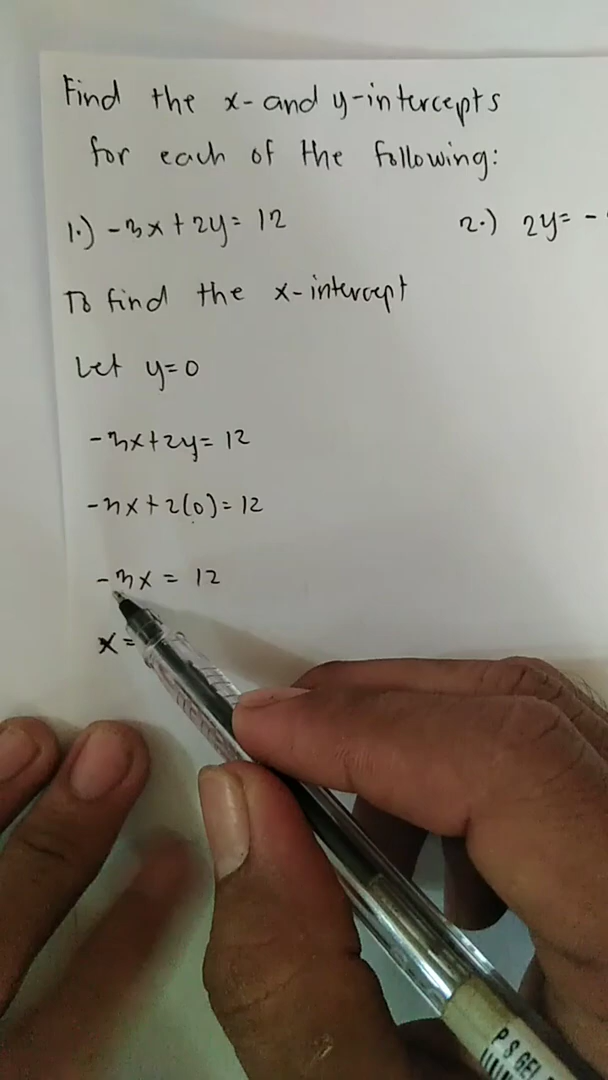 Find the x- and y-intercepts
for each of the following:
1.) -3x + 2y = 12
2.) 2y = -
To find the x-intercept
Let y=0
-3x+2y= 12
-3x + 2(0) = 12
-3x = 12
x =
P S GEL